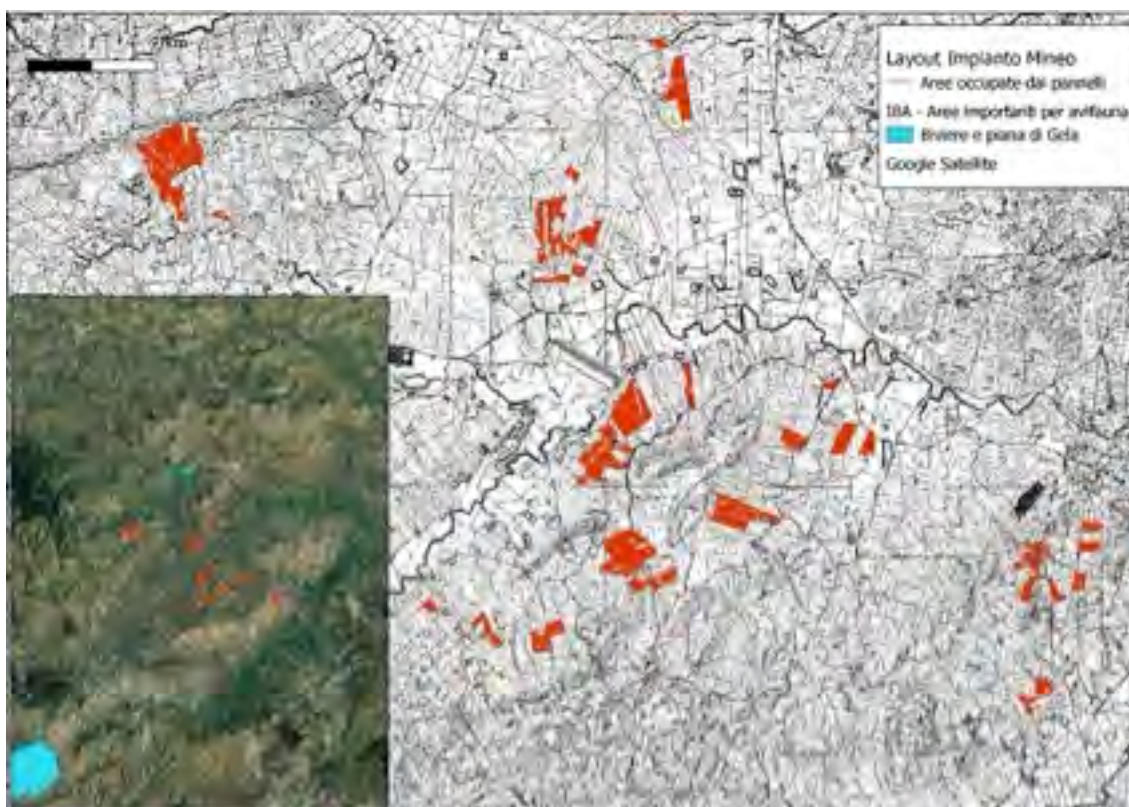 Layout Impianto Mineo
Aree occupate dai pannelli
IBA - Aree importanti per avifauna
Biviere e piana di Gela
Google Satellite